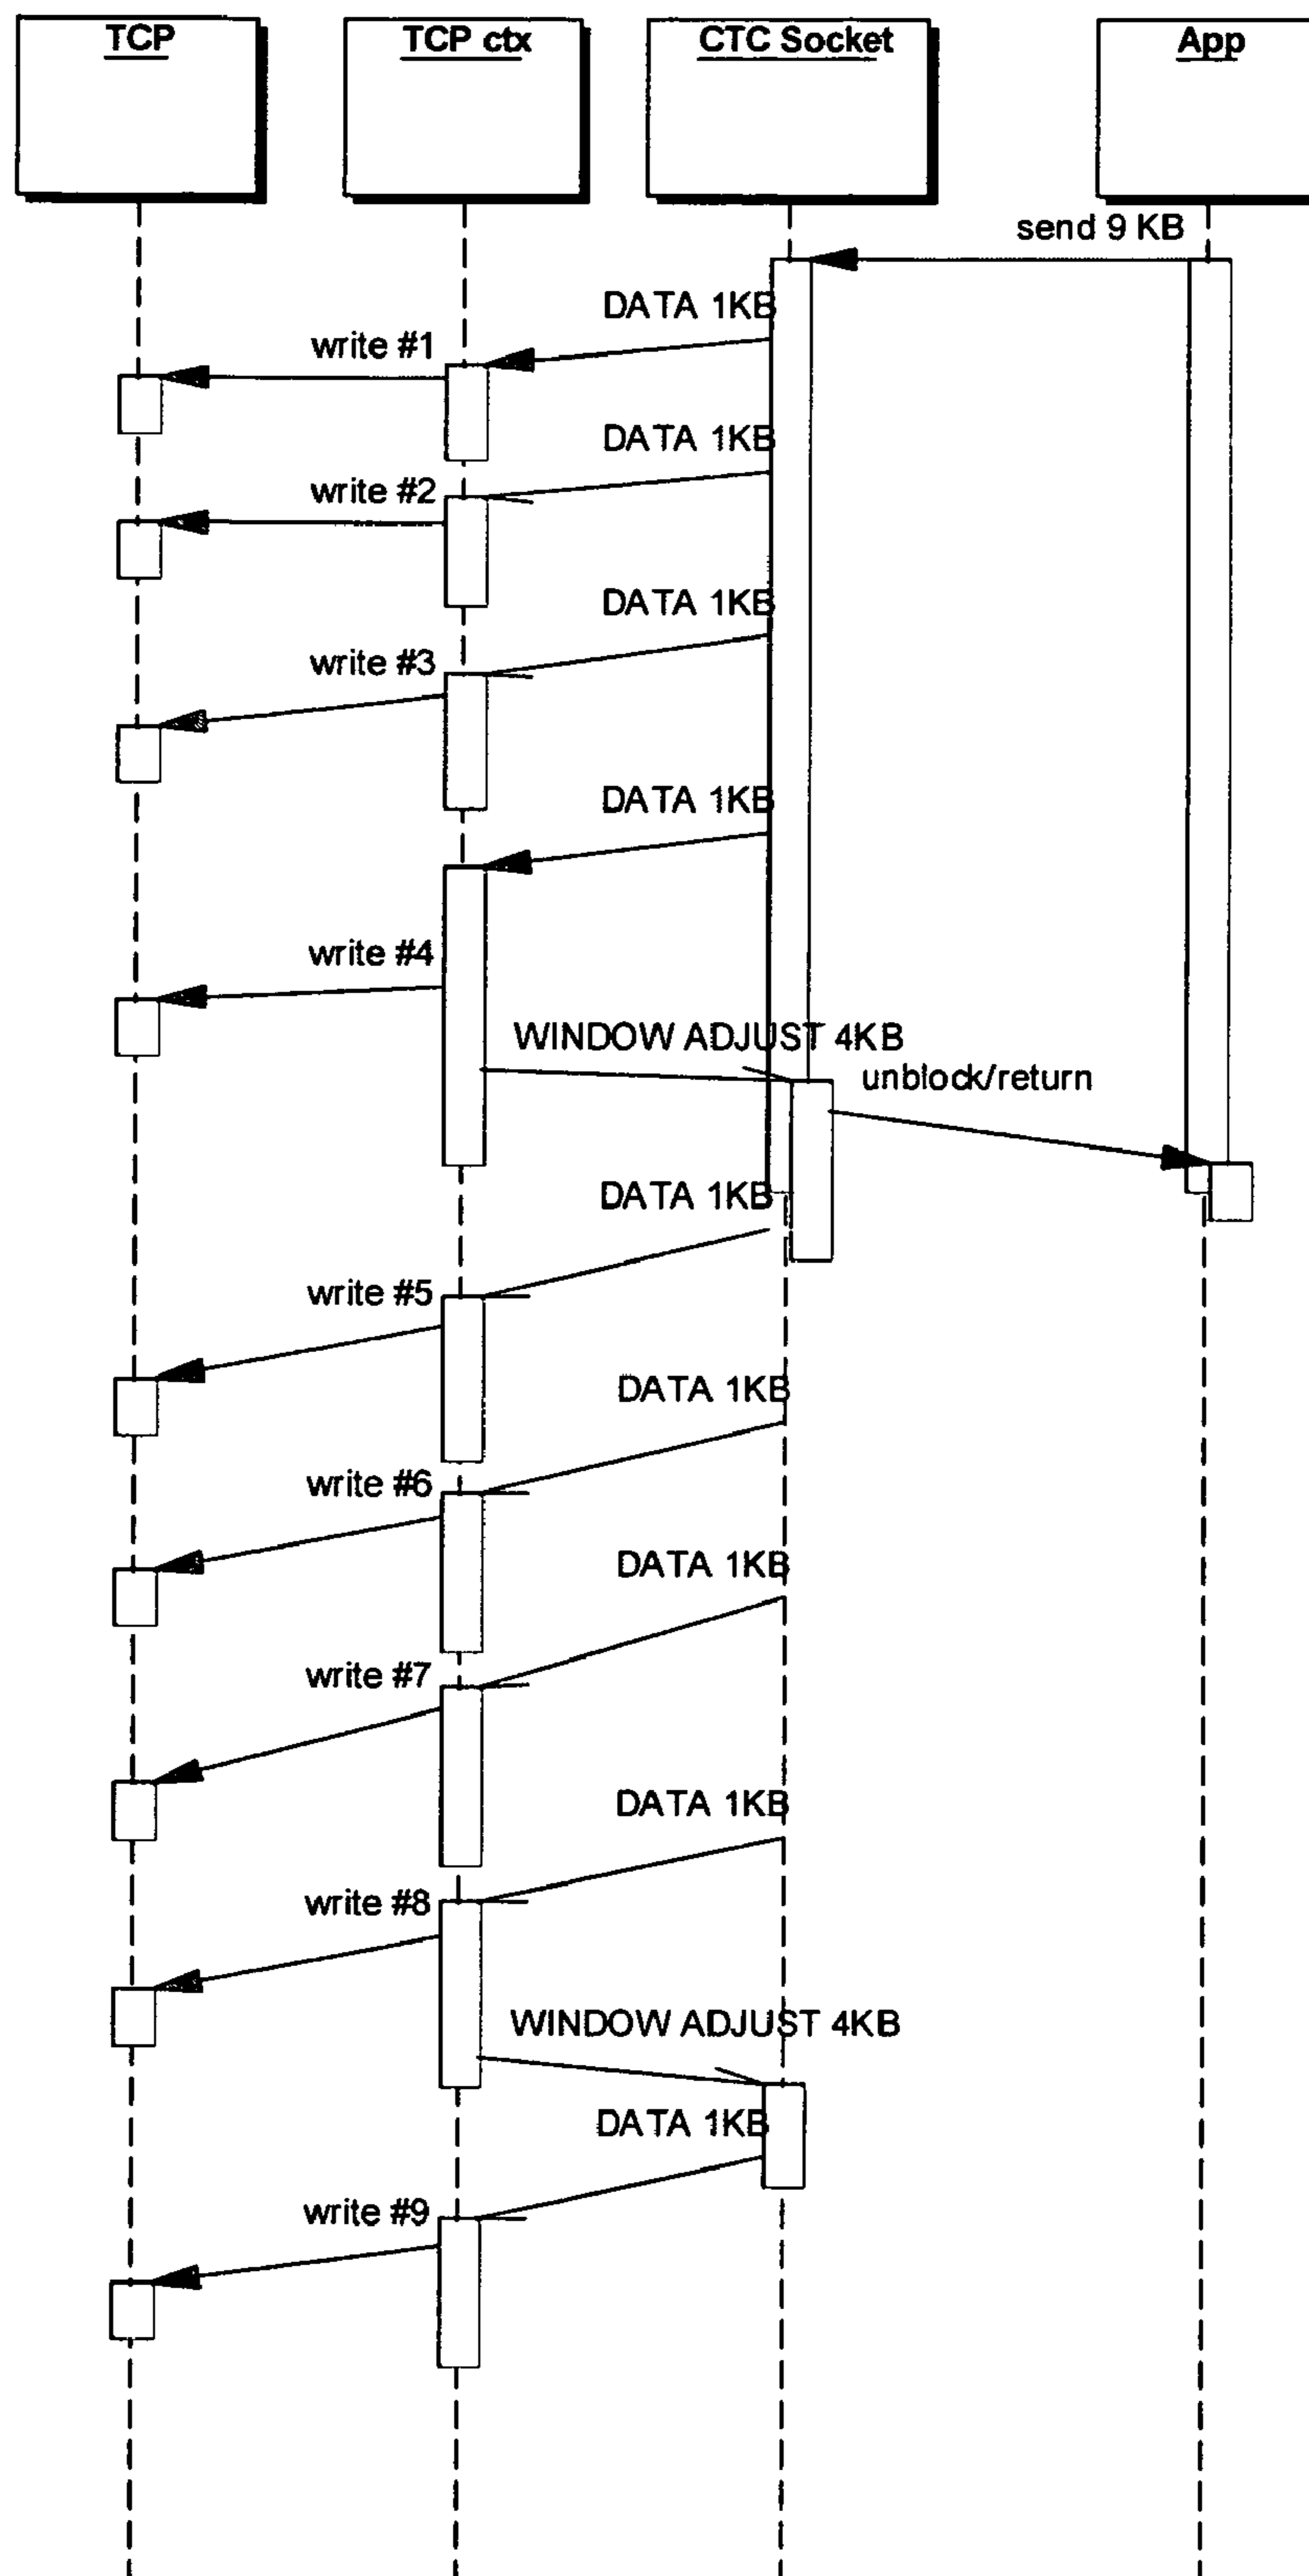 TCP
TCP ctx
CTC Socket
App
send 9 KB
DATA 1KB
write #1
DATA 1KB
write #2
DATA 1KB
write #3
DATA 1KB
write #4
WINDOW ADJUST 4KB
unblock/return
DATA 1KB
write #5
DATA 1KB
write #6
DATA 1KB
write #7
DATA 1KB
write #8
WINDOW ADJUST 4KB
DATA 1KB
write #9